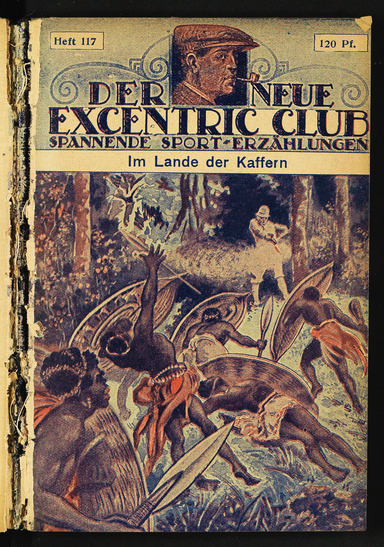 Heft 117
120 Pf.
DER NEUE
EXCENTRIC CLUB
SPANNENDE SPORT-ERZÄHLUNGEN
Im Lande der Kaffern